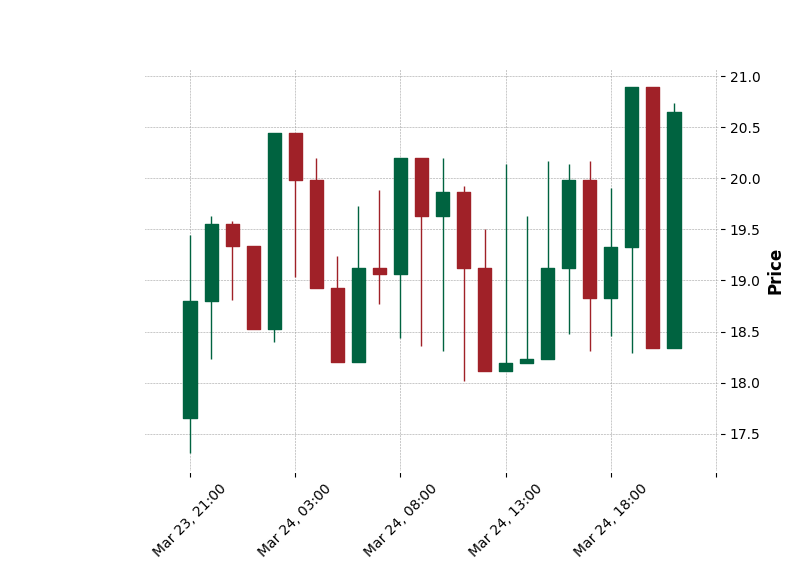 21.0
20.5
20.0
19.5
19.0
18.5
18.0
17.5
Price
Mar 23, 21:00
Mar 24, 03:00
Mar 24, 08:00
Mar 24, 13:00
Mar 24, 18:00